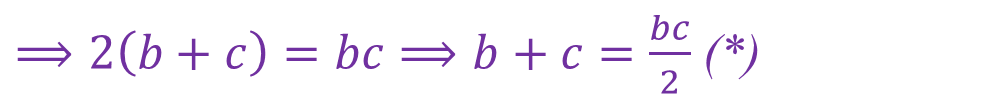 ⟹ 2(b + c) = bc ⟹ b + c = bc/2 (*)